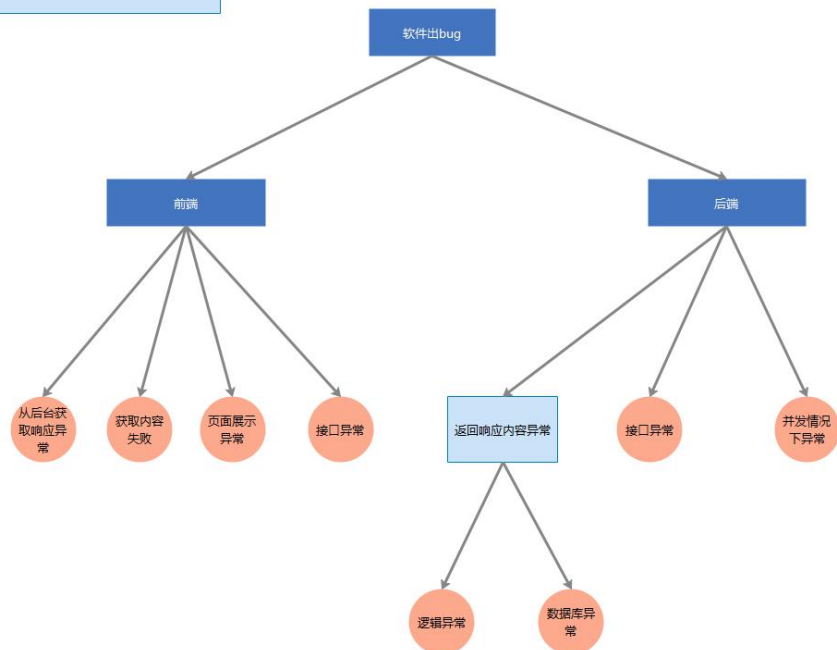 软件出bug
前端
后端
从后台获
取响应异
常
获取内容
失败
页面展示
异常
接口异常
返回响应内容异常
接口异常
并发情况
下异常
逻辑异常
数据库异
常